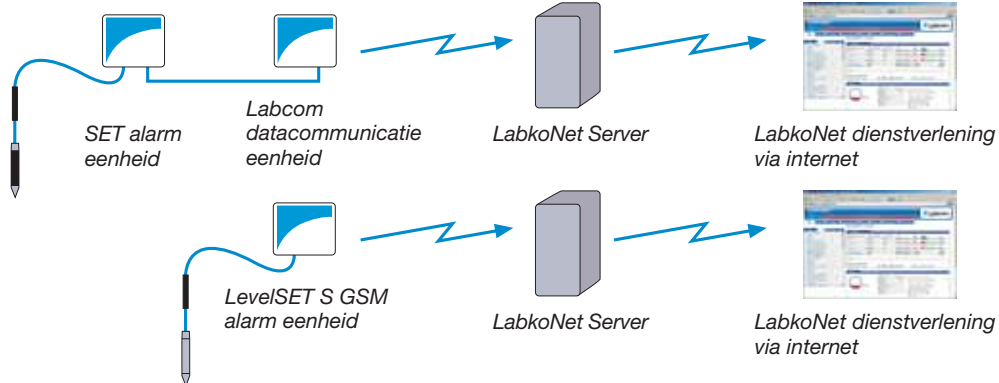 SET alarm
eenheid
Labcom
datacommunicatie
eenheid
LabkoNet Server
LabkoNet dienstverlening
via internet
LevelSET S GSM
alarm eenheid
LabkoNet Server
LabkoNet dienstverlening
via internet